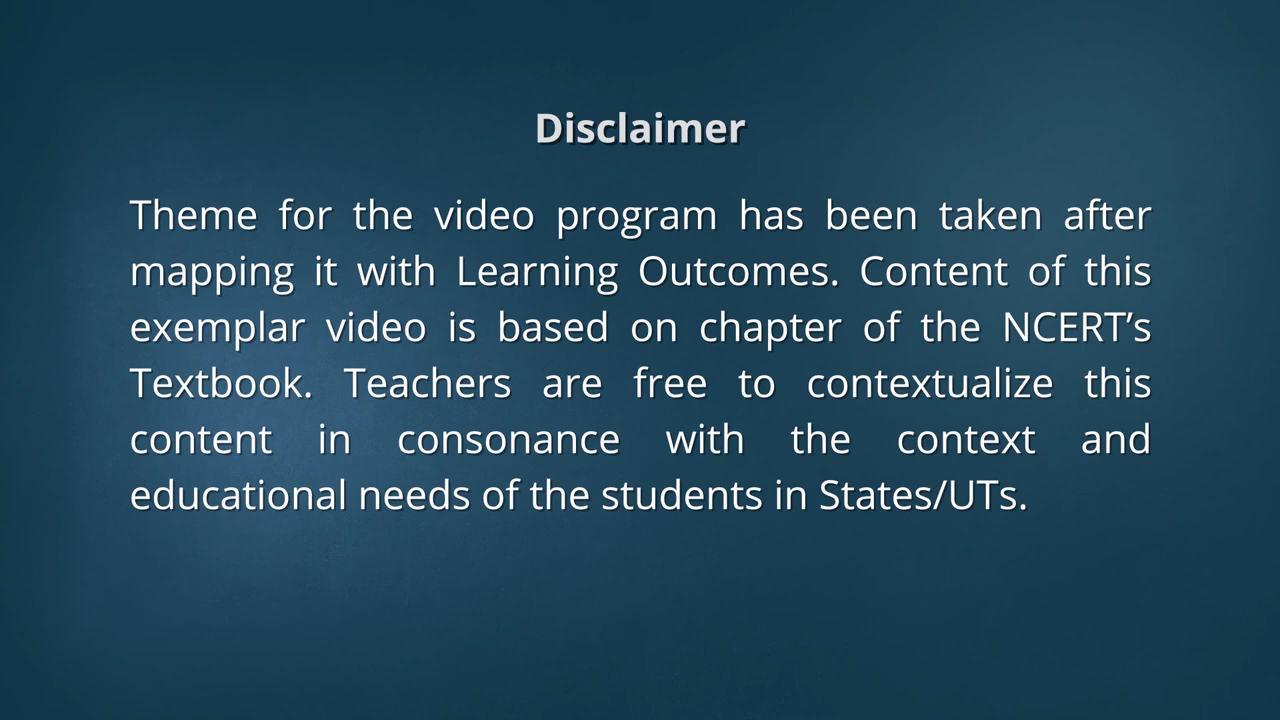 Disclaimer
Theme for the video program has been taken after
mapping it with Learning Outcomes. Content of this
exemplar video is based on chapter of the NCERT’s
Textbook. Teachers are free to contextualize this
content in consonance with the context and
educational needs of the students in States/UTs.